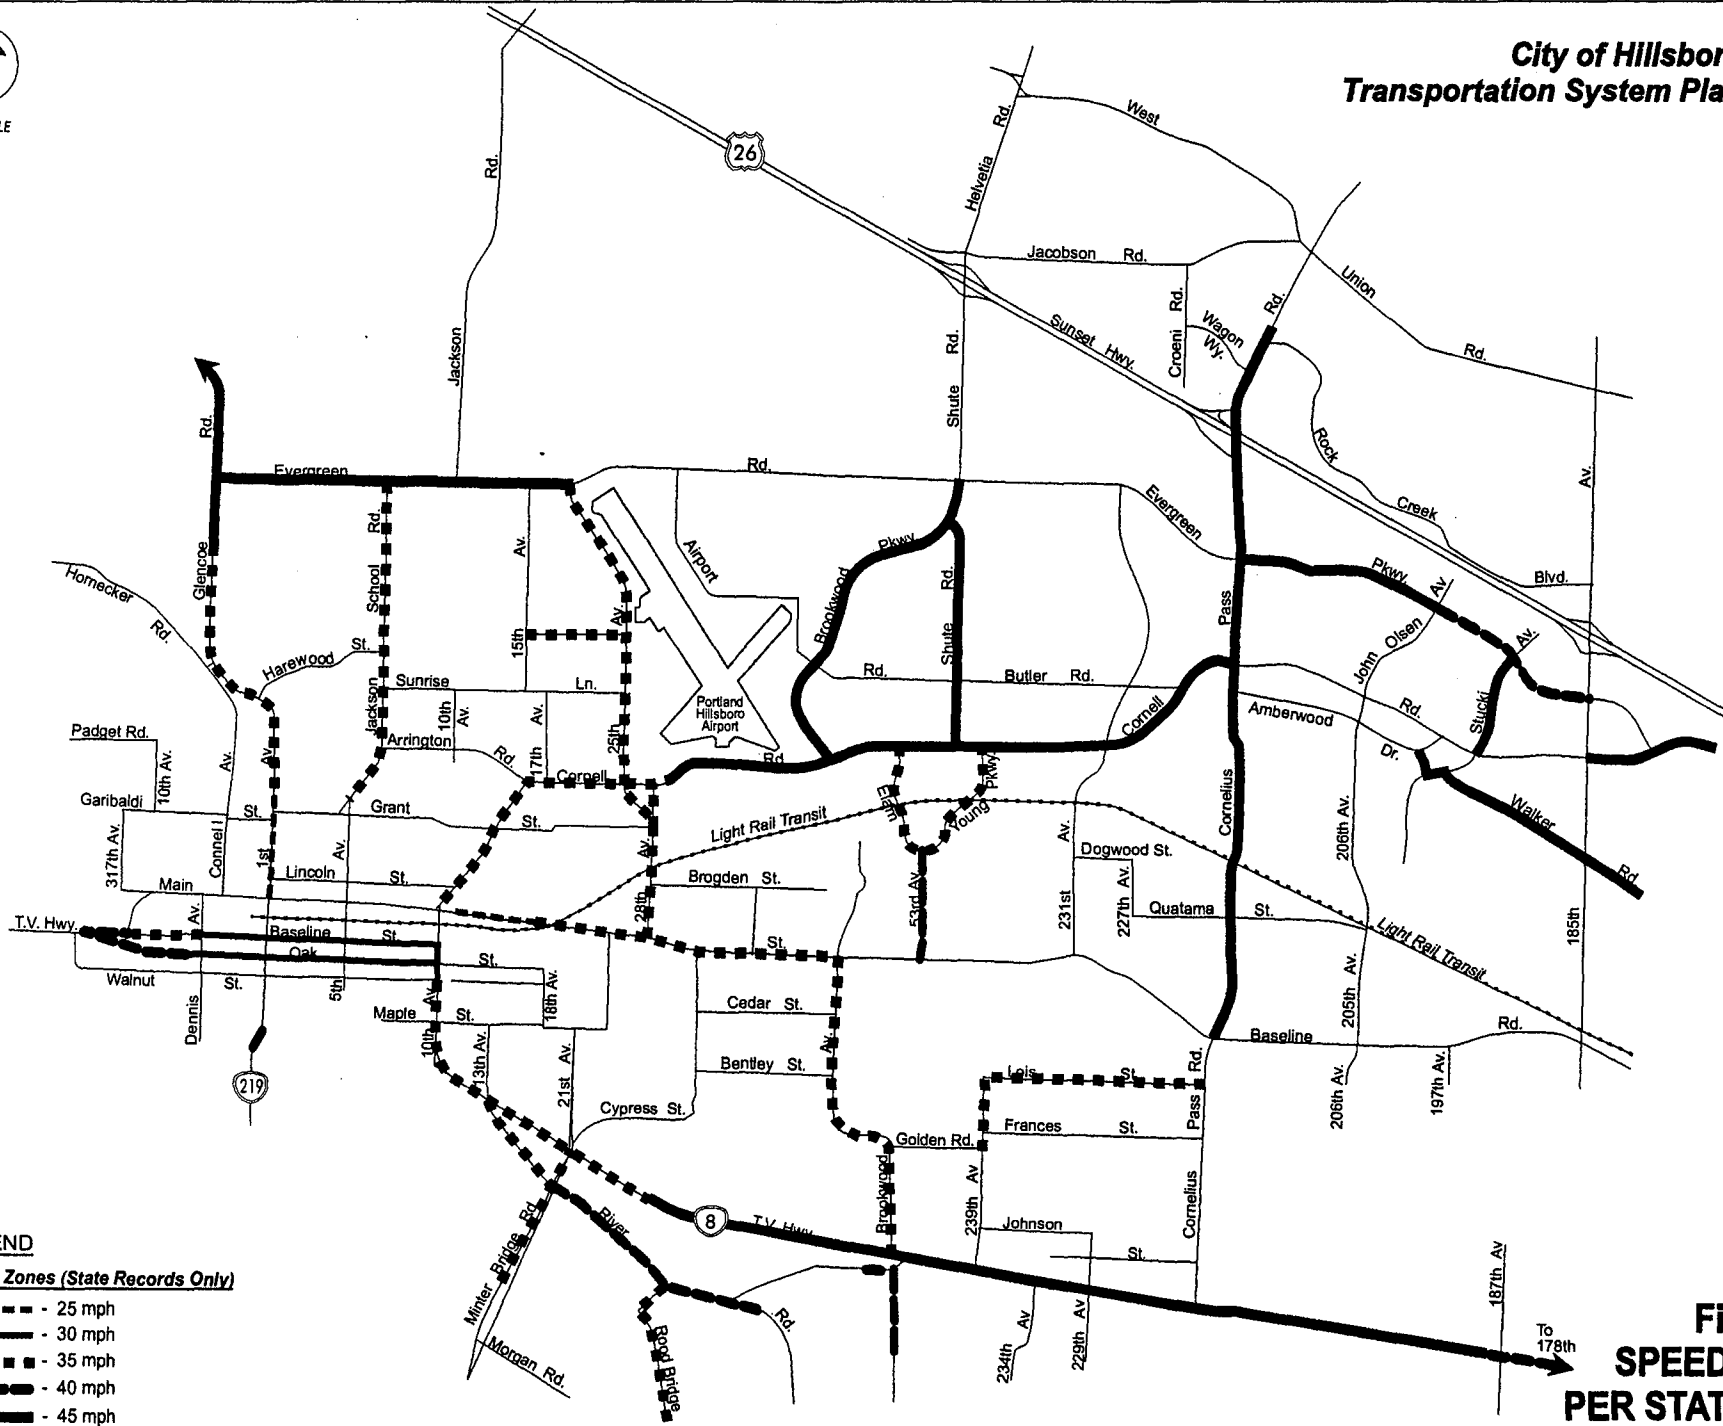 City of Hillsbor
Transportation System Pla
LE
26
West
Rd.
Helvetia
Rd.
Jacobson Rd.
Union
Rd.
Rd.
Croeni Rd.
Wagon
Wy.
Sunset Hwy.
Jackson
Rd.
Shute
Rd.
Rock
Creek
Blvd.
Av.
Evergreen
Rd.
Evergreen
Pkwy.
Glencoe
Rd.
School
Av.
Airport
Pkwy
Brookwood
Rd.
Shute
Pass
John Olsen
Av
Av.
Hornecker
Rd.
Harewood St.
15th
Av.
Jackson
Sunrise Ln.
Rd.
Butler Rd.
Cornell
Amberwood
Dr.
Rd.
Stucki
Portland
Hillsboro
Airport
Padget Rd.
10th Av.
Av.
Av.
10th
Av.
Av.
Arrington
Rd.
17th
25th
Cornell
Rd.
Elam
Pkwy
Young
Walker
Rd.
Garibaldi
St.
Grant
St.
Light Rail Transit
317th Av.
Connell
1st
Av.
Lincoln St.
Av.
Brogden St.
28th
53rd Av.
Av.
231st
Dogwood St.
227th Av.
Quatama St.
Cornelius
206th Av.
Light Rail Transit
185th
Main
Av.
T.V. Hwy.
Baseline St.
Oak
St.
St.
Walnut St.
5th
Dennis
Av.
10th
Maple St.
18th Av.
13th Av.
21st Av.
Cedar St.
Av.
Bentley St.
Cypress St.
205th Av.
Baseline
Rd.
206th Av.
197th Av.
219
Lois St.
Rd.
Pass
Frances St.
Golden Rd.
Brookwood
239th Av
Cornelius
Johnson
St.
8
T.V. Hwy
River
Rd.
Minter Bridge Rd
Morgan Rd.
Rood Bridge
234th Av
229th Av
187th Av
To
178th
END
Zones (State Records Only)
- 25 mph
- 30 mph
- 35 mph
- 40 mph
- 45 mph
Fi
SPEED
PER STAT